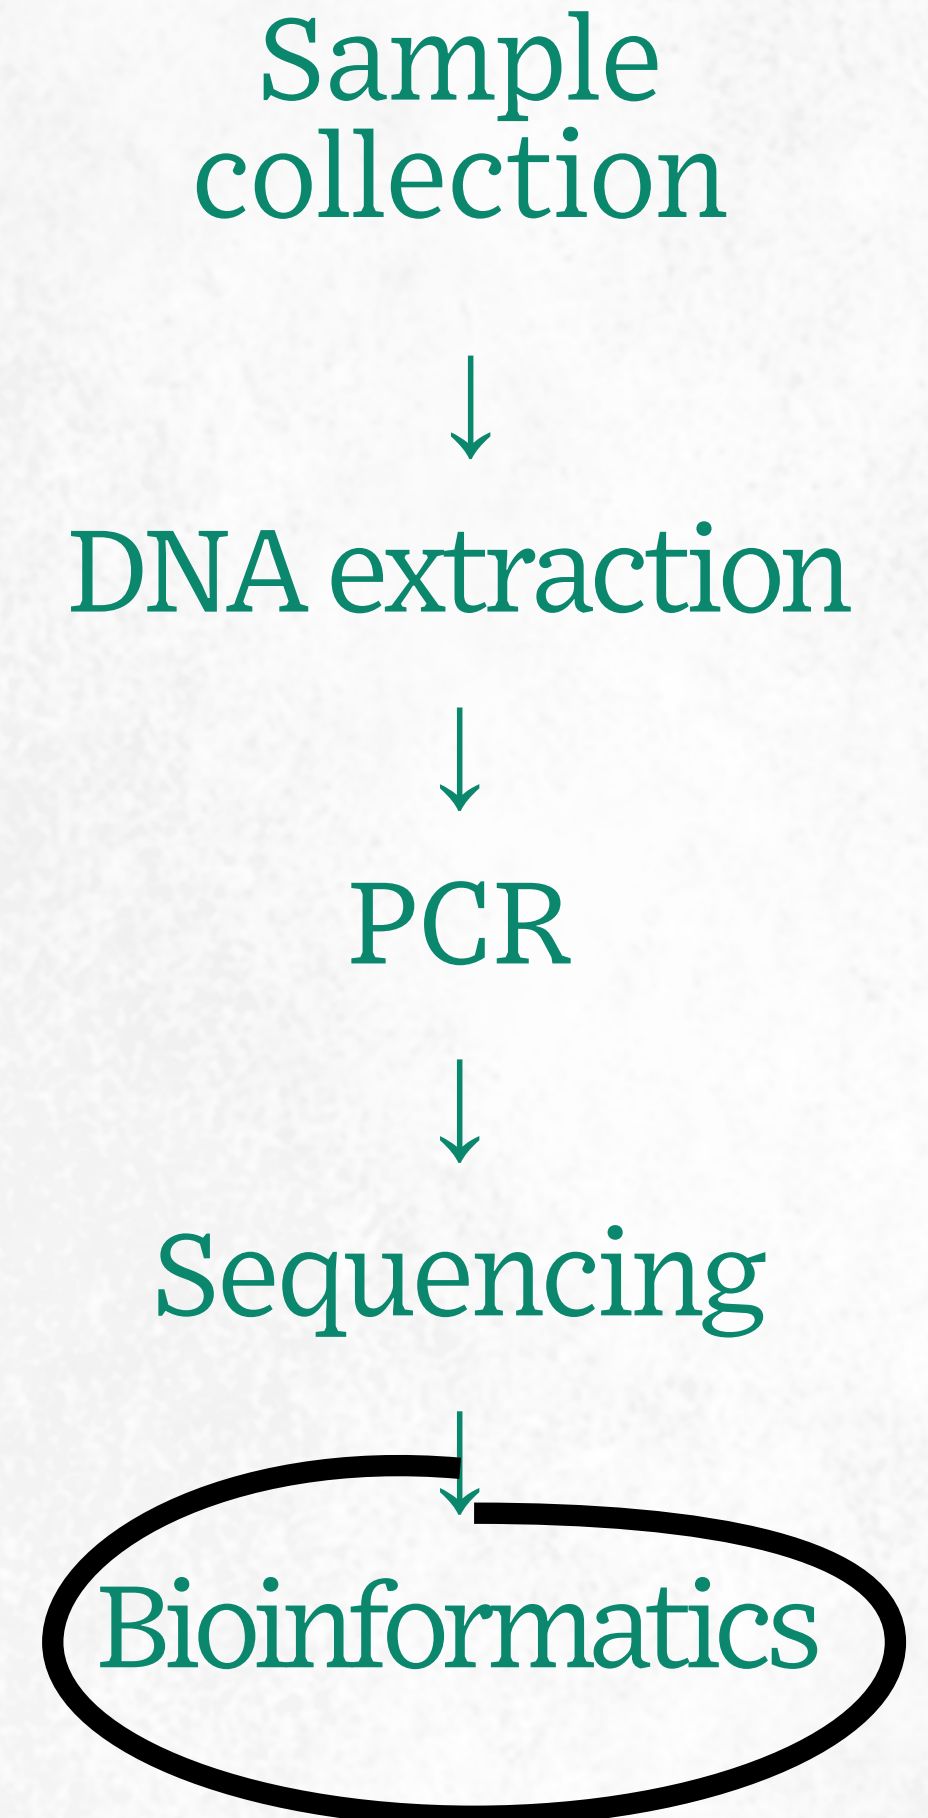 Sample
collection
↓
DNA extraction
↓
PCR
↓
Sequencing
↓
Bioinformatics